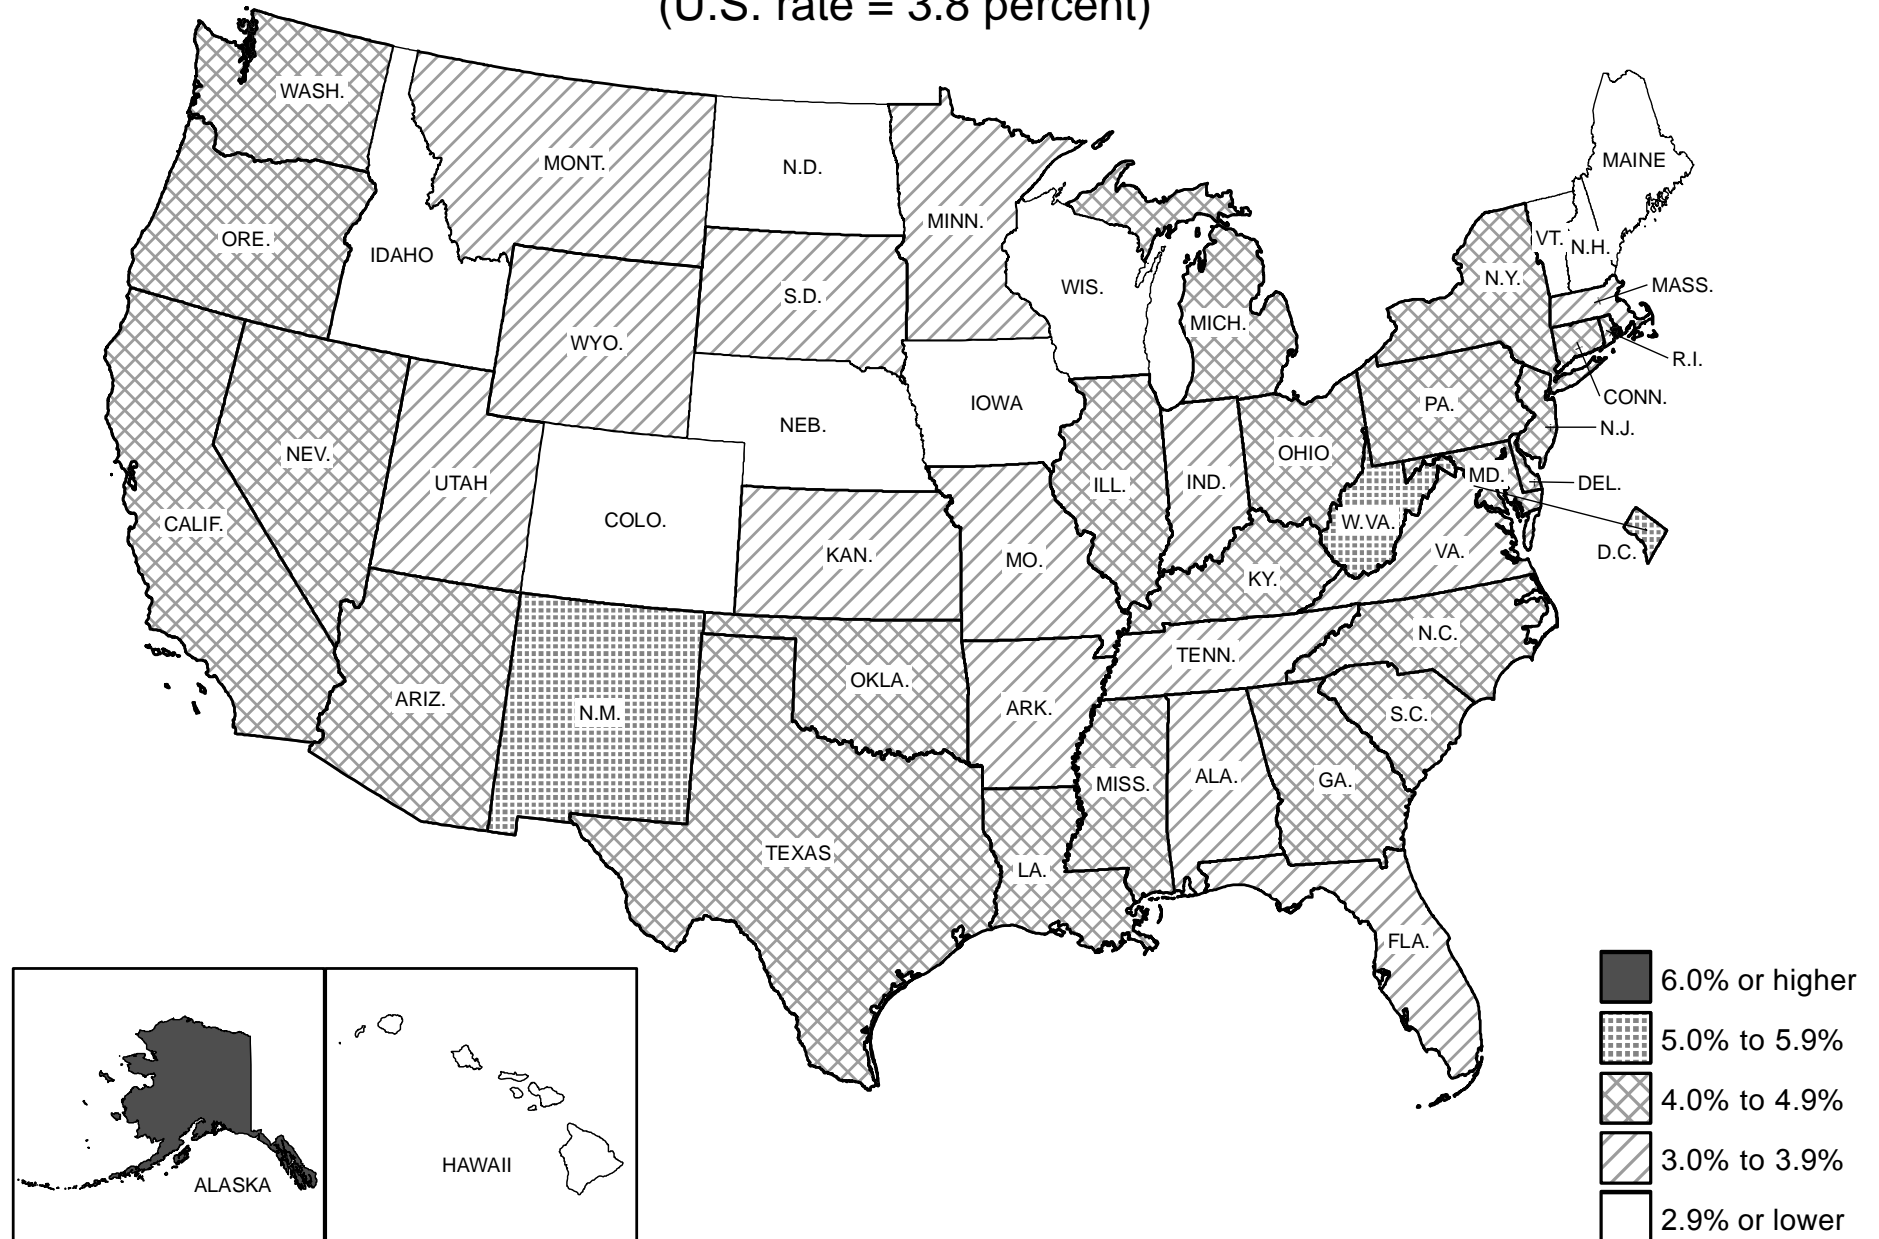 (U.S. rate = 3.8 percent)
WASH.
MONT.
N.D.
MINN.
MAINE
ORE.
IDAHO
VT.
N.H.
WIS.
N.Y.
MASS.
S.D.
MICH.
WYO.
R.I.
IOWA
PA.
CONN.
NEB.
N.J.
NEV.
OHIO
UTAH
ILL.
IND.
MD.
DEL.
CALIF.
COLO.
W.VA.
KAN.
MO.
VA.
D.C.
KY.
N.C.
TENN.
OKLA.
ARIZ.
N.M.
ARK.
S.C.
MISS.
ALA.
GA.
TEXAS
LA.
FLA.
HAWAII
ALASKA
6.0% or higher
5.0% to 5.9%
4.0% to 4.9%
3.0% to 3.9%
2.9% or lower